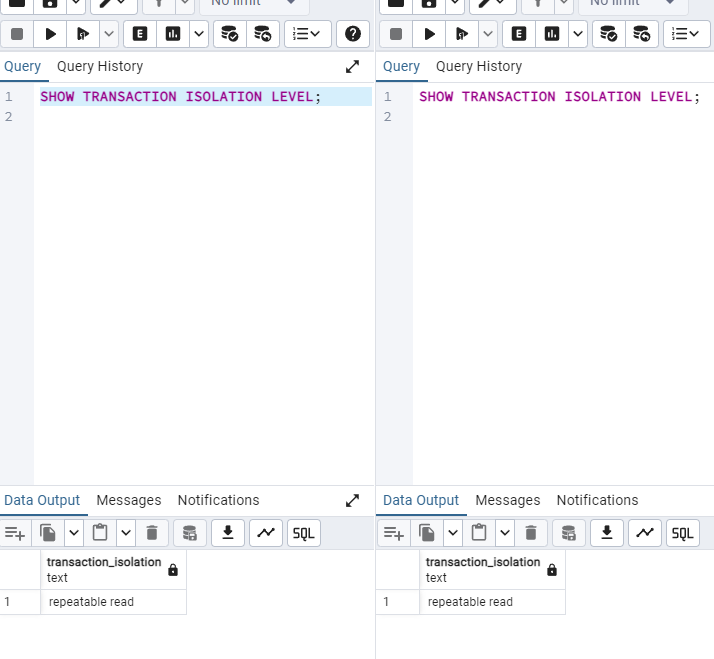 No limit
No limit
E
E
Query
Query History
Query
Query History
1 SHOW TRANSACTION ISOLATION LEVEL;
2
1 SHOW TRANSACTION ISOLATION LEVEL;
2
Data Output
Messages
Notifications
Data Output
Messages
Notifications
SQL
SQL
transaction_isolation
text
1 repeatable read
transaction_isolation
text
1 repeatable read